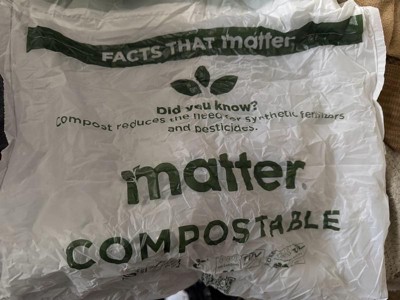 FACTS THAT matter.
Did you know?
Compost reduces the need for synthetic fertilizers
and pesticides.
matter.
COMPOSTABLE